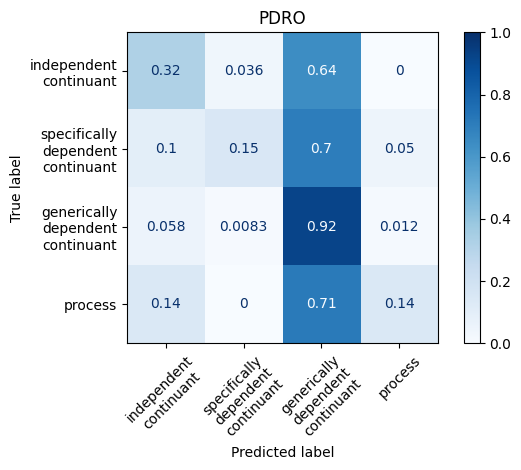 PDRO
True label
independent
continuant
specifically
dependent
continuant
generically
dependent
continuant
process
0.32 0.036 0.64 0
0.1 0.15 0.7 0.05
0.058 0.0083 0.92 0.012
0.14 0 0.71 0.14
independent
continuant
specifically
dependent
continuant
generically
dependent
continuant
process
Predicted label
1.0
0.8
0.6
0.4
0.2
0.0